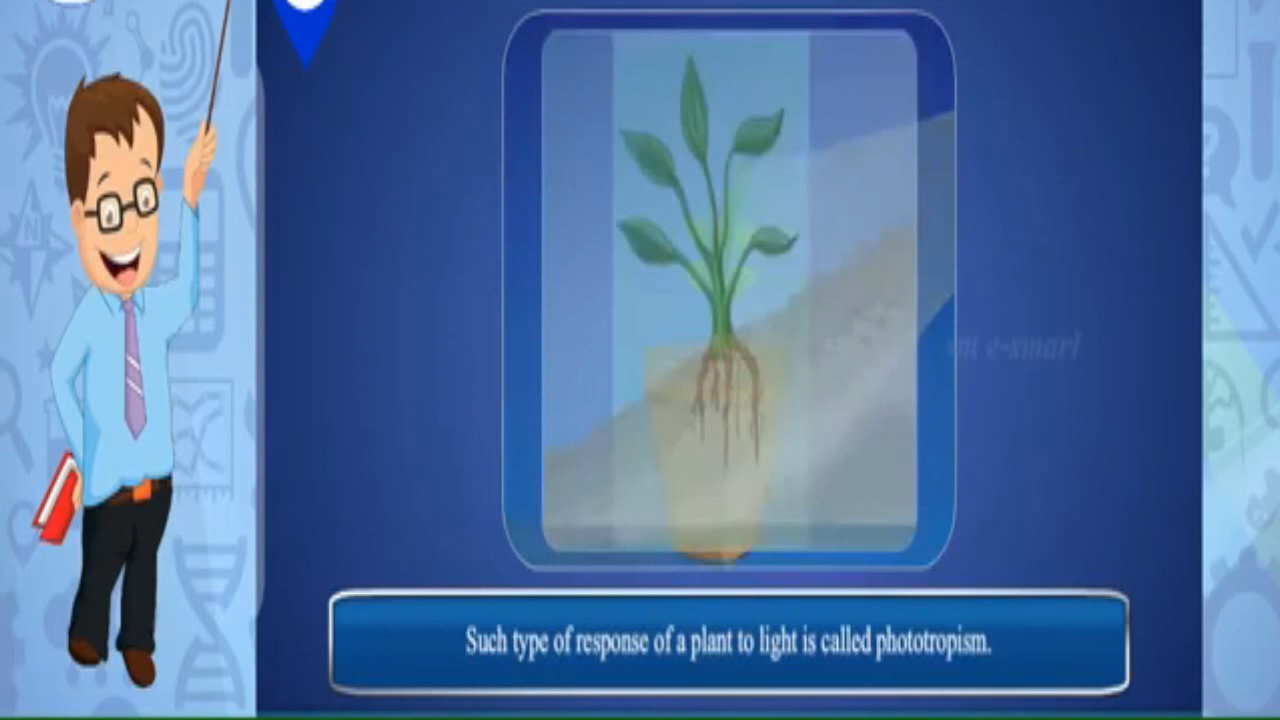 Such type of response of a plant to light is called phototropism.